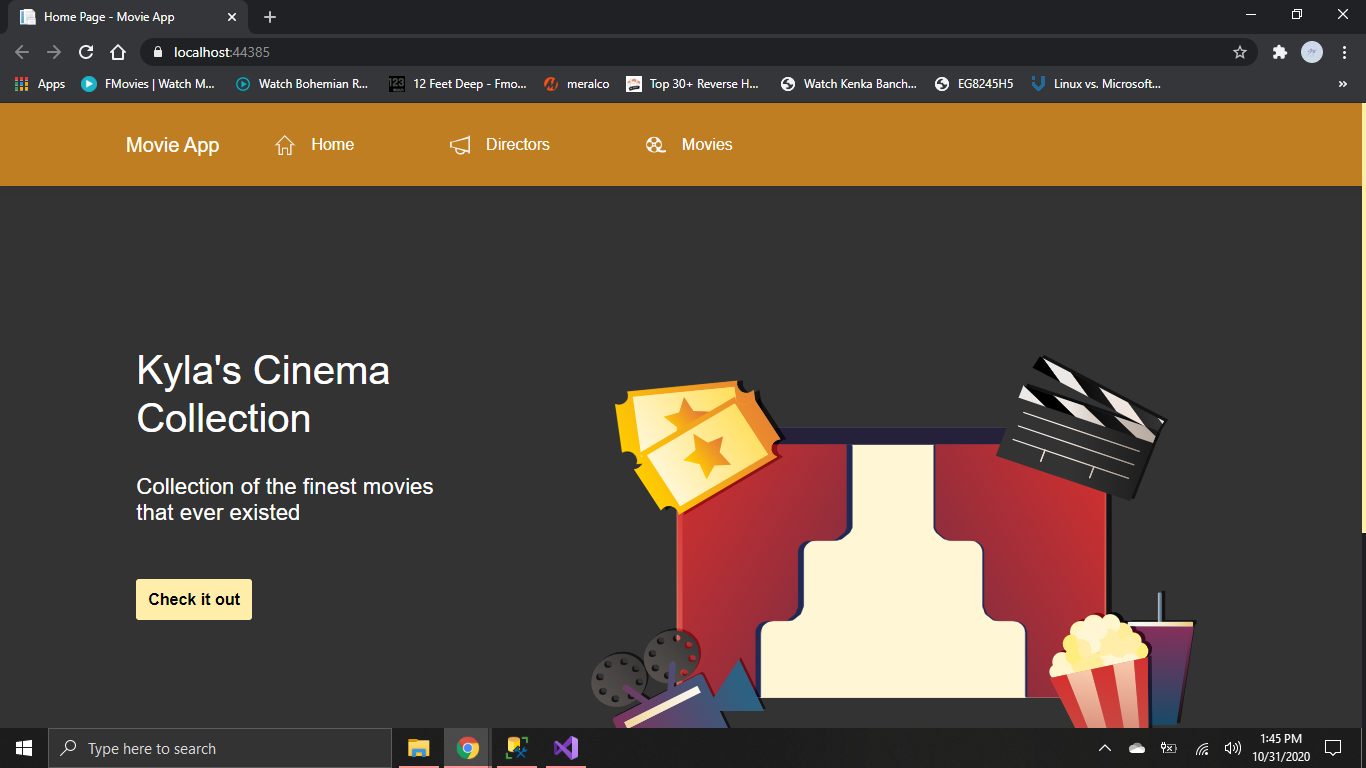 Home Page - Movie App
localhost:44385
Apps
FMovies | Watch M...
Watch Bohemian R...
123
12 Feet Deep - Fmo...
meralco
Top 30+ Reverse H...
Watch Kenka Banch...
EG8245H5
Linux vs. Microsoft...
»
Movie App
Home
Directors
Movies
Kyla's Cinema
Collection
Collection of the finest movies
that ever existed
Check it out
Type here to search
1:45 PM
10/31/2020